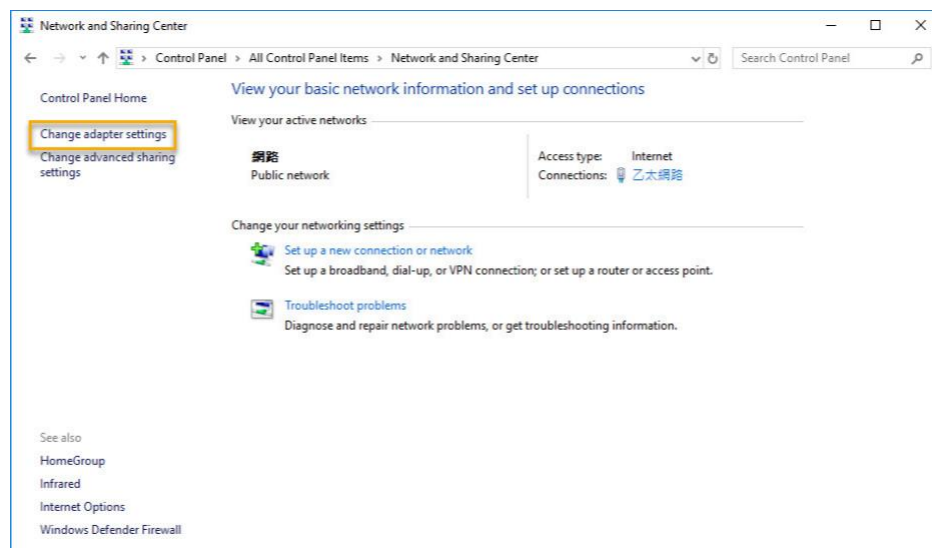 Network and Sharing Center
Control Panel > All Control Panel Items > Network and Sharing Center
Search Control Panel
Control Panel Home
Change adapter settings
Change advanced sharing
settings
View your basic network information and set up connections
View your active networks
網路
Public network
Access type: Internet
Connections: 乙太網路
Change your networking settings
Set up a new connection or network
Set up a broadband, dial-up, or VPN connection; or set up a router or access point.
Troubleshoot problems
Diagnose and repair network problems, or get troubleshooting information.
See also
HomeGroup
Infrared
Internet Options
Windows Defender Firewall